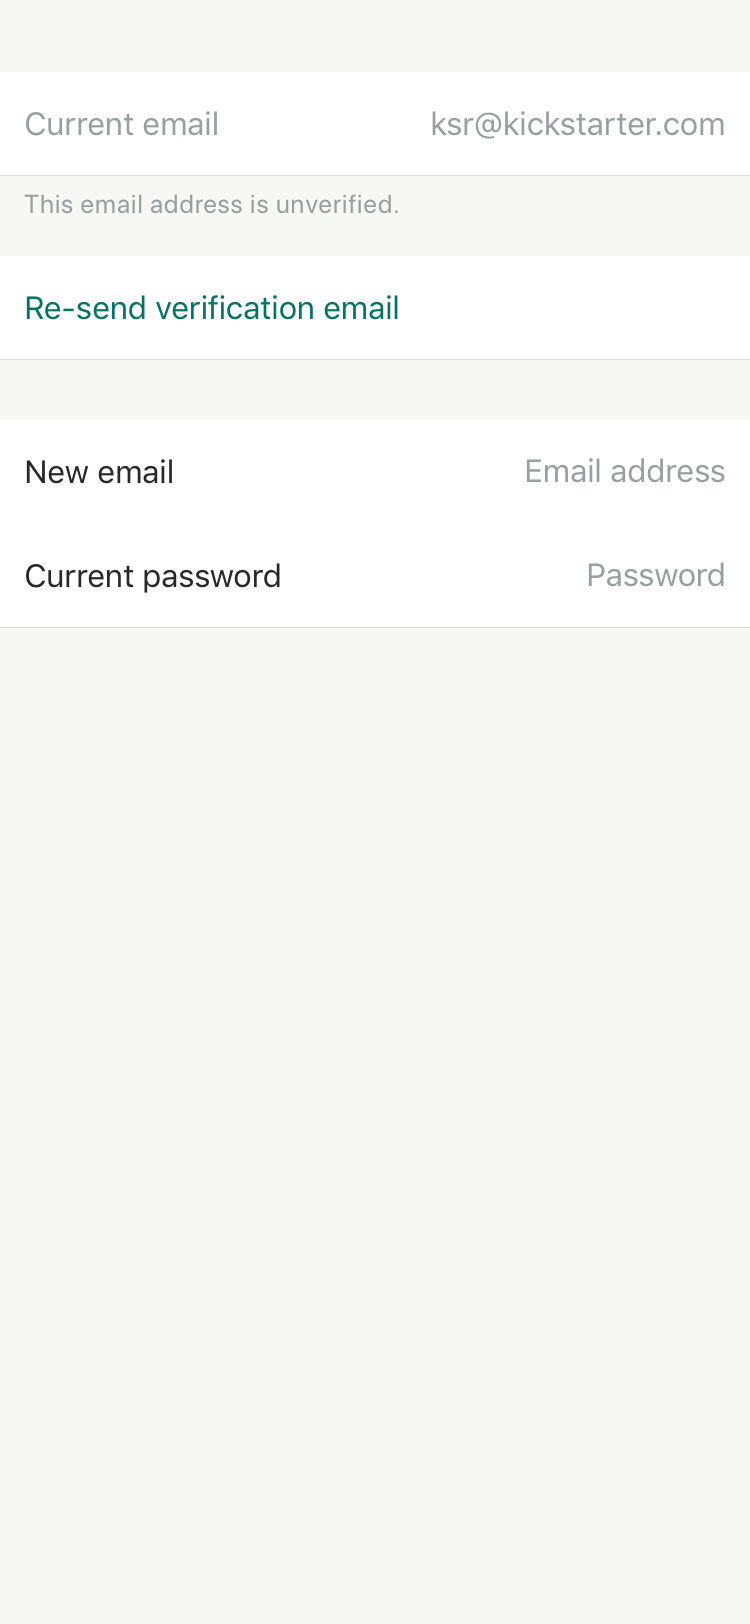 Current email ksr@kickstarter.com
This email address is unverified.
Re-send verification email
New email Email address
Current password Password